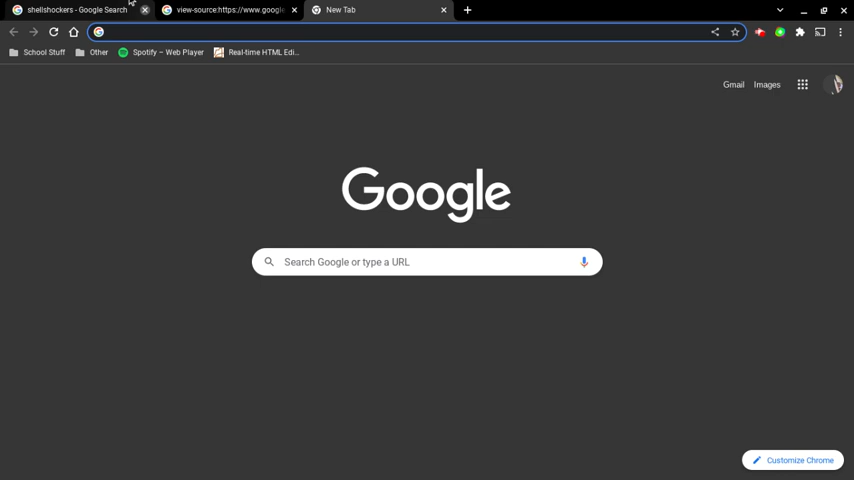 shellshockers - Google Search
view-source:https://www.google
New Tab
School Stuff
Other
Spotify – Web Player
Real-time HTML Edi...
Gmail
Images
Google
Search Google or type a URL
Customize Chrome